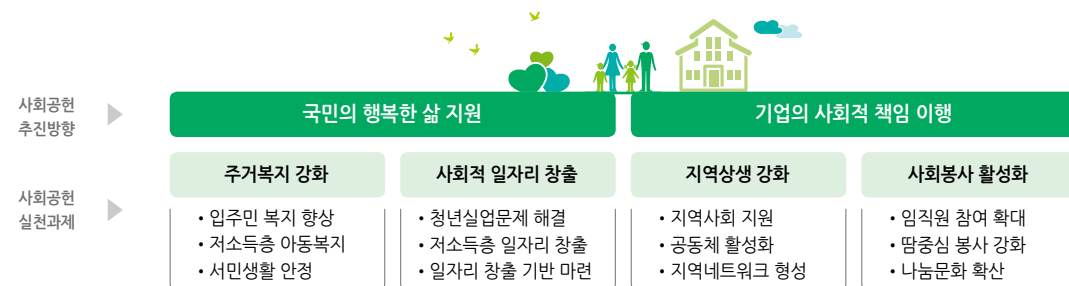 사회공헌
추진방향
국민의 행복한 삶 지원
기업의 사회적 책임 이행
사회공헌
실천과제
주거복지 강화
• 입주민 복지 향상
• 저소득층 아동복지
• 서민생활 안정
사회적 일자리 창출
• 청년실업문제 해결
• 저소득층 일자리 창출
• 일자리 창출 기반 마련
지역상생 강화
• 지역사회 지원
• 공동체 활성화
• 지역네트워크 형성
사회봉사 활성화
• 임직원 참여 확대
• 땀중심 봉사 강화
• 나눔문화 확산